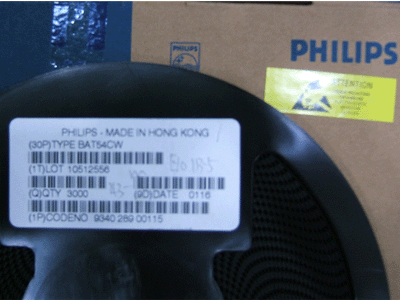 PHILIPS
ATTENTION
PHILIPS - MADE IN HONG KONG
(30P)TYPE BAT54CW
(1T)LOT 10512556
(Q)QTY 3000 (9D)DATE 0116
(1P)CODENO 9340 289 00115